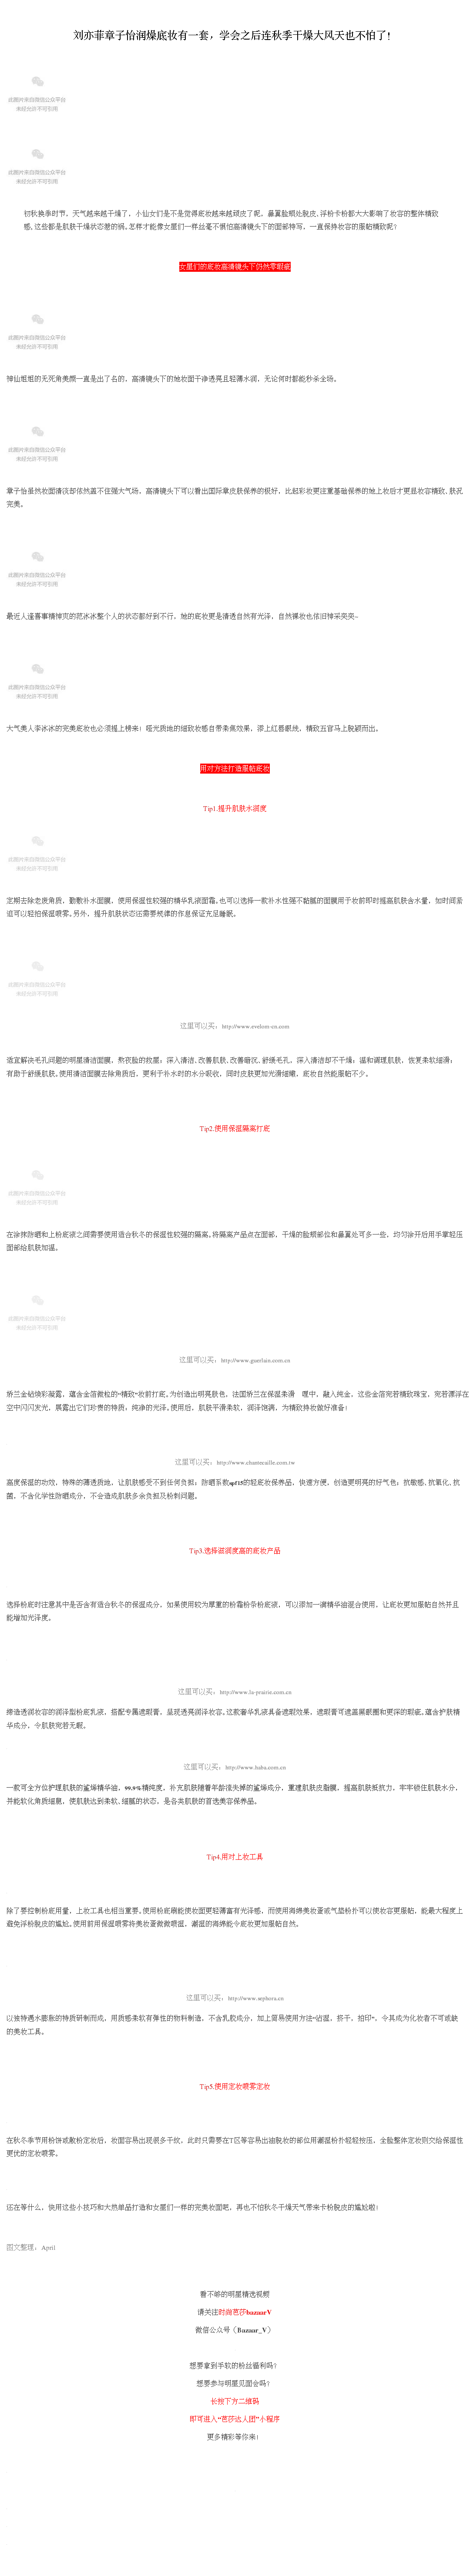 刘亦菲章子怡润燥底妆有一套，学会之后连秋季干燥大风天也不怕了!
此图片来自微信公众平台
未经允许不可引用
此图片来自微信公众平台
未经允许不可引用
初秋换季时节，天气越来越干燥了，小仙女们是不是觉得底妆越来越顽皮了呢。鼻翼脸颊处脱皮、浮粉卡粉都大大影响了妆容的整体精致
感。这些都是肌肤干燥状态惹的祸。怎样才能像女星们一样丝毫不惧怕高清镜头下的面部特写，一直保持妆容的服帖精致呢?
女星们的底妆高清镜头下仍然零瑕疵
此图片来自微信公众平台
未经允许不可引用
神仙姐姐的无死角美颜一直是出了名的，高清镜头下的她妆面干净透亮且轻薄水润，无论何时都能秒杀全场。
此图片来自微信公众平台
未经允许不可引用
章子怡虽然妆面清淡却依然盖不住强大气场，高清镜头下可以看出国际章皮肤保养的极好，比起彩妆更注重基础保养的她上妆后才更显妆容精致、肤况
完美。
此图片来自微信公众平台
未经允许不可引用
最近人逢喜事精神爽的范冰冰整个人的状态都好到不行，她的底妆更是清透自然有光泽，自然裸妆也依旧神采奕奕~
此图片来自微信公众平台
未经允许不可引用
大气美人李冰冰的完美底妆也必须提上榜来！哑光质地的细致妆感自带柔焦效果，添上红唇眼线，精致五官马上脱颖而出。
用对方法打造服帖底妆
Tip1.提升肌肤水润度
此图片来自微信公众平台
未经允许不可引用
定期去除老废角质，勤敷补水面膜，使用保湿性较强的精华乳液面霜。也可以选择一款补水性强不黏腻的面膜用于妆前即时提高肌肤含水量，如时间紧
迫可以轻拍保湿喷雾。另外，提升肌肤状态还需要规律的作息保证充足睡眠。
此图片来自微信公众平台
未经允许不可引用
这里可以买：http://www.evelom-cn.com
适宜解决毛孔问题的明星清洁面膜，熬夜脸的救星；深入清洁、改善肌肤、改善暗沉、舒缓毛孔，深入清洁却不干燥；温和调理肌肤，恢复柔软细滑；
有助于舒缓肌肤。使用清洁面膜去除角质后，更利于补水时的水分吸收，同时皮肤更加光滑细嫩，底妆自然能服帖不少。
Tip2.使用保湿隔离打底
此图片来自微信公众平台
未经允许不可引用
在涂抹防晒和上粉底液之间需要使用适合秋冬的保湿性较强的隔离。将隔离产品点在面部，干燥的脸颊部位和鼻翼处可多一些，均匀涂开后用手掌轻压
面部给肌肤加温。
此图片来自微信公众平台
未经允许不可引用
这里可以买：http://www.guerlain.com.cn
娇兰金钻焕彩凝露，蕴含金箔微粒的“精致”妆前打底。为创造出明亮肤色，法国娇兰在保湿柔滑 喱中，融入纯金，这些金箔宛若精致珠宝，宛若漂浮在
空中闪闪发光，展露出它们珍贵的特质：纯净的光泽。使用后，肌肤平滑柔软，润泽饱满，为精致持妆做好准备！
这里可以买：http://www.chantecaille.com.tw
高度保湿的功效，特殊的薄透质地，让肌肤感受不到任何负担；防晒系数spf15的轻底妆保养品，快速方便，创造更明亮的好气色；抗敏感、抗氧化、抗
菌，不含化学性防晒成分，不会造成肌肤多余负担及粉刺问题。
Tip3.选择滋润度高的底妆产品
选择粉底时注意其中是否含有适合秋冬的保湿成分，如果使用较为厚重的粉霜粉条粉底液，可以添加一滴精华油混合使用，让底妆更加服帖自然并且
能增加光泽度。
这里可以买：http://www.la-prairie.com.cn
缔造透润妆容的润泽型粉底乳液，搭配专属遮瑕膏，呈现透亮润泽妆容。这款奢华乳液具备遮瑕效果，遮瑕膏可遮盖黑眼圈和更深的瑕疵。蕴含护肤精
华成分，令肌肤宛若无瑕。
这里可以买：http://www.haba.com.cn
一款可全方位护理肌肤的鲨烯精华油，99.9%精纯度，补充肌肤随着年龄流失掉的鲨烯成分，重建肌肤皮脂膜，提高肌肤抵抗力，牢牢锁住肌肤水分，
并能软化角质细胞，使肌肤达到柔软、细腻的状态，是各类肌肤的首选美容保养品。
Tip4.用对上妆工具
除了要控制粉底用量，上妆工具也相当重要。使用粉底刷能使妆面更轻薄富有光泽感，而使用海绵美妆蛋或气垫粉扑可以使妆容更服帖，能最大程度上
避免浮粉脱皮的尴尬。使用前用保湿喷雾将美妆蛋微微喷湿，潮湿的海绵能令底妆更加服帖自然。
这里可以买：http://www.sephora.cn
以独特遇水膨胀的特质研制而成，用质感柔软有弹性的物料制造，不含乳胶成分，加上简易使用方法“沾湿，挤干，拍印”，令其成为化妆者不可或缺
的美妆工具。
Tip5.使用定妆喷雾定妆
在秋冬季节用粉饼或散粉定妆后，妆面容易出现很多干纹，此时只需要在T区等容易出油脱妆的部位用潮湿粉扑轻轻按压，全脸整体定妆则交给保湿性
更优的定妆喷雾。
还在等什么，快用这些小技巧和大热单品打造和女星们一样的完美妆面吧，再也不怕秋冬干燥天气带来卡粉脱皮的尴尬啦！
图文整理：April
看不够的明星精选视频
请关注时尚芭莎bazaarV
微信公众号（Bazaar_V）
想要拿到手软的粉丝福利吗?
想要参与明星见面会吗?
长按下方二维码
即可进入“芭莎达人团”小程序
更多精彩等你来!